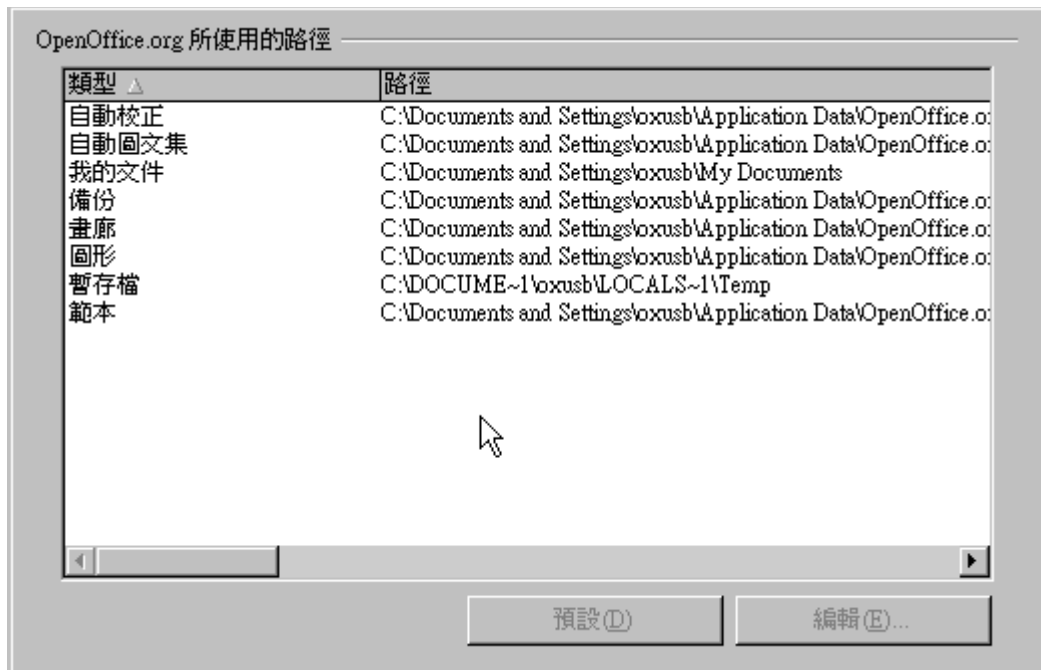 OpenOffice.org 所使用的路徑
類型 路徑
自動校正 C:\Documents and Settings\oxusb\Application Data\OpenOffice.o
自動圖文集 C:\Documents and Settings\oxusb\Application Data\OpenOffice.o
我的文件 C:\Documents and Settings\oxusb\My Documents
備份 C:\Documents and Settings\oxusb\Application Data\OpenOffice.o
畫廊 C:\Documents and Settings\oxusb\Application Data\OpenOffice.o
圖形 C:\Documents and Settings\oxusb\Application Data\OpenOffice.o
暫存檔 C:\DOCUME~1\oxusb\LOCALS~1\Temp
範本 C:\Documents and Settings\oxusb\Application Data\OpenOffice.o
預設(D) 編輯(E)...